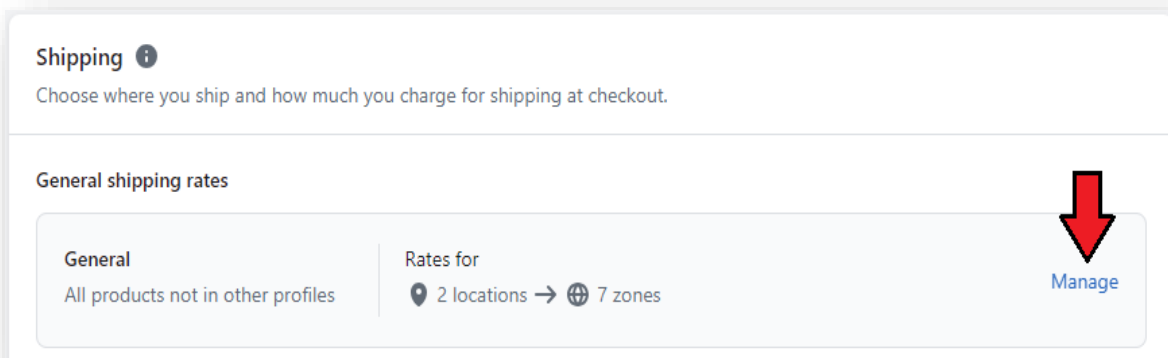 Shipping
Choose where you ship and how much you charge for shipping at checkout.
General shipping rates
General
All products not in other profiles
Rates for
2 locations → 7 zones
Manage